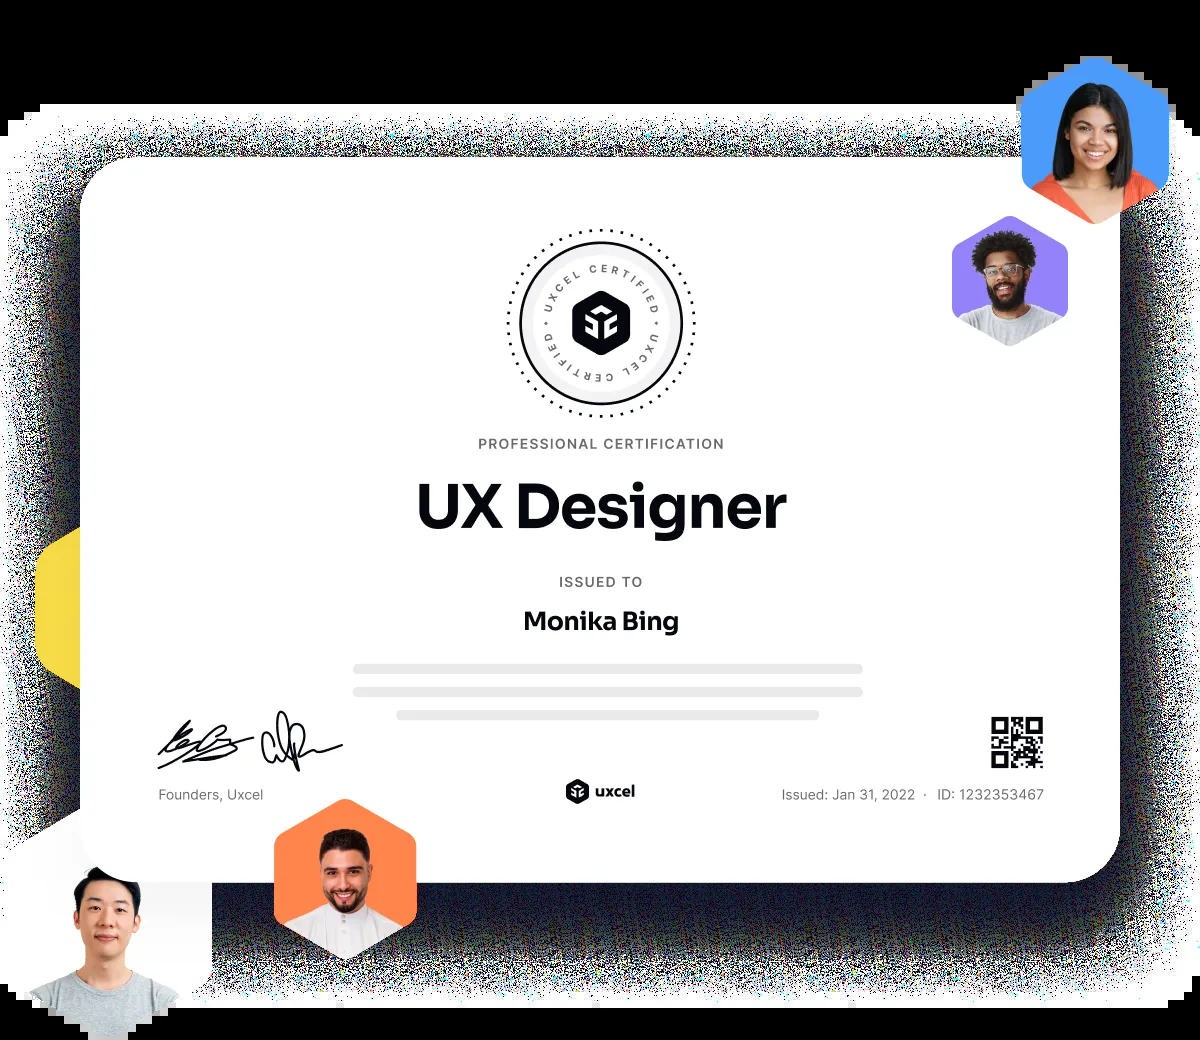 UXCEL CERTIFIED • UXCEL CERTIFIED •
PROFESSIONAL CERTIFICATION
UX Designer
ISSUED TO
Monika Bing
Founders, Uxcel
uxcel
Issued: Jan 31, 2022 · ID: 1232353467